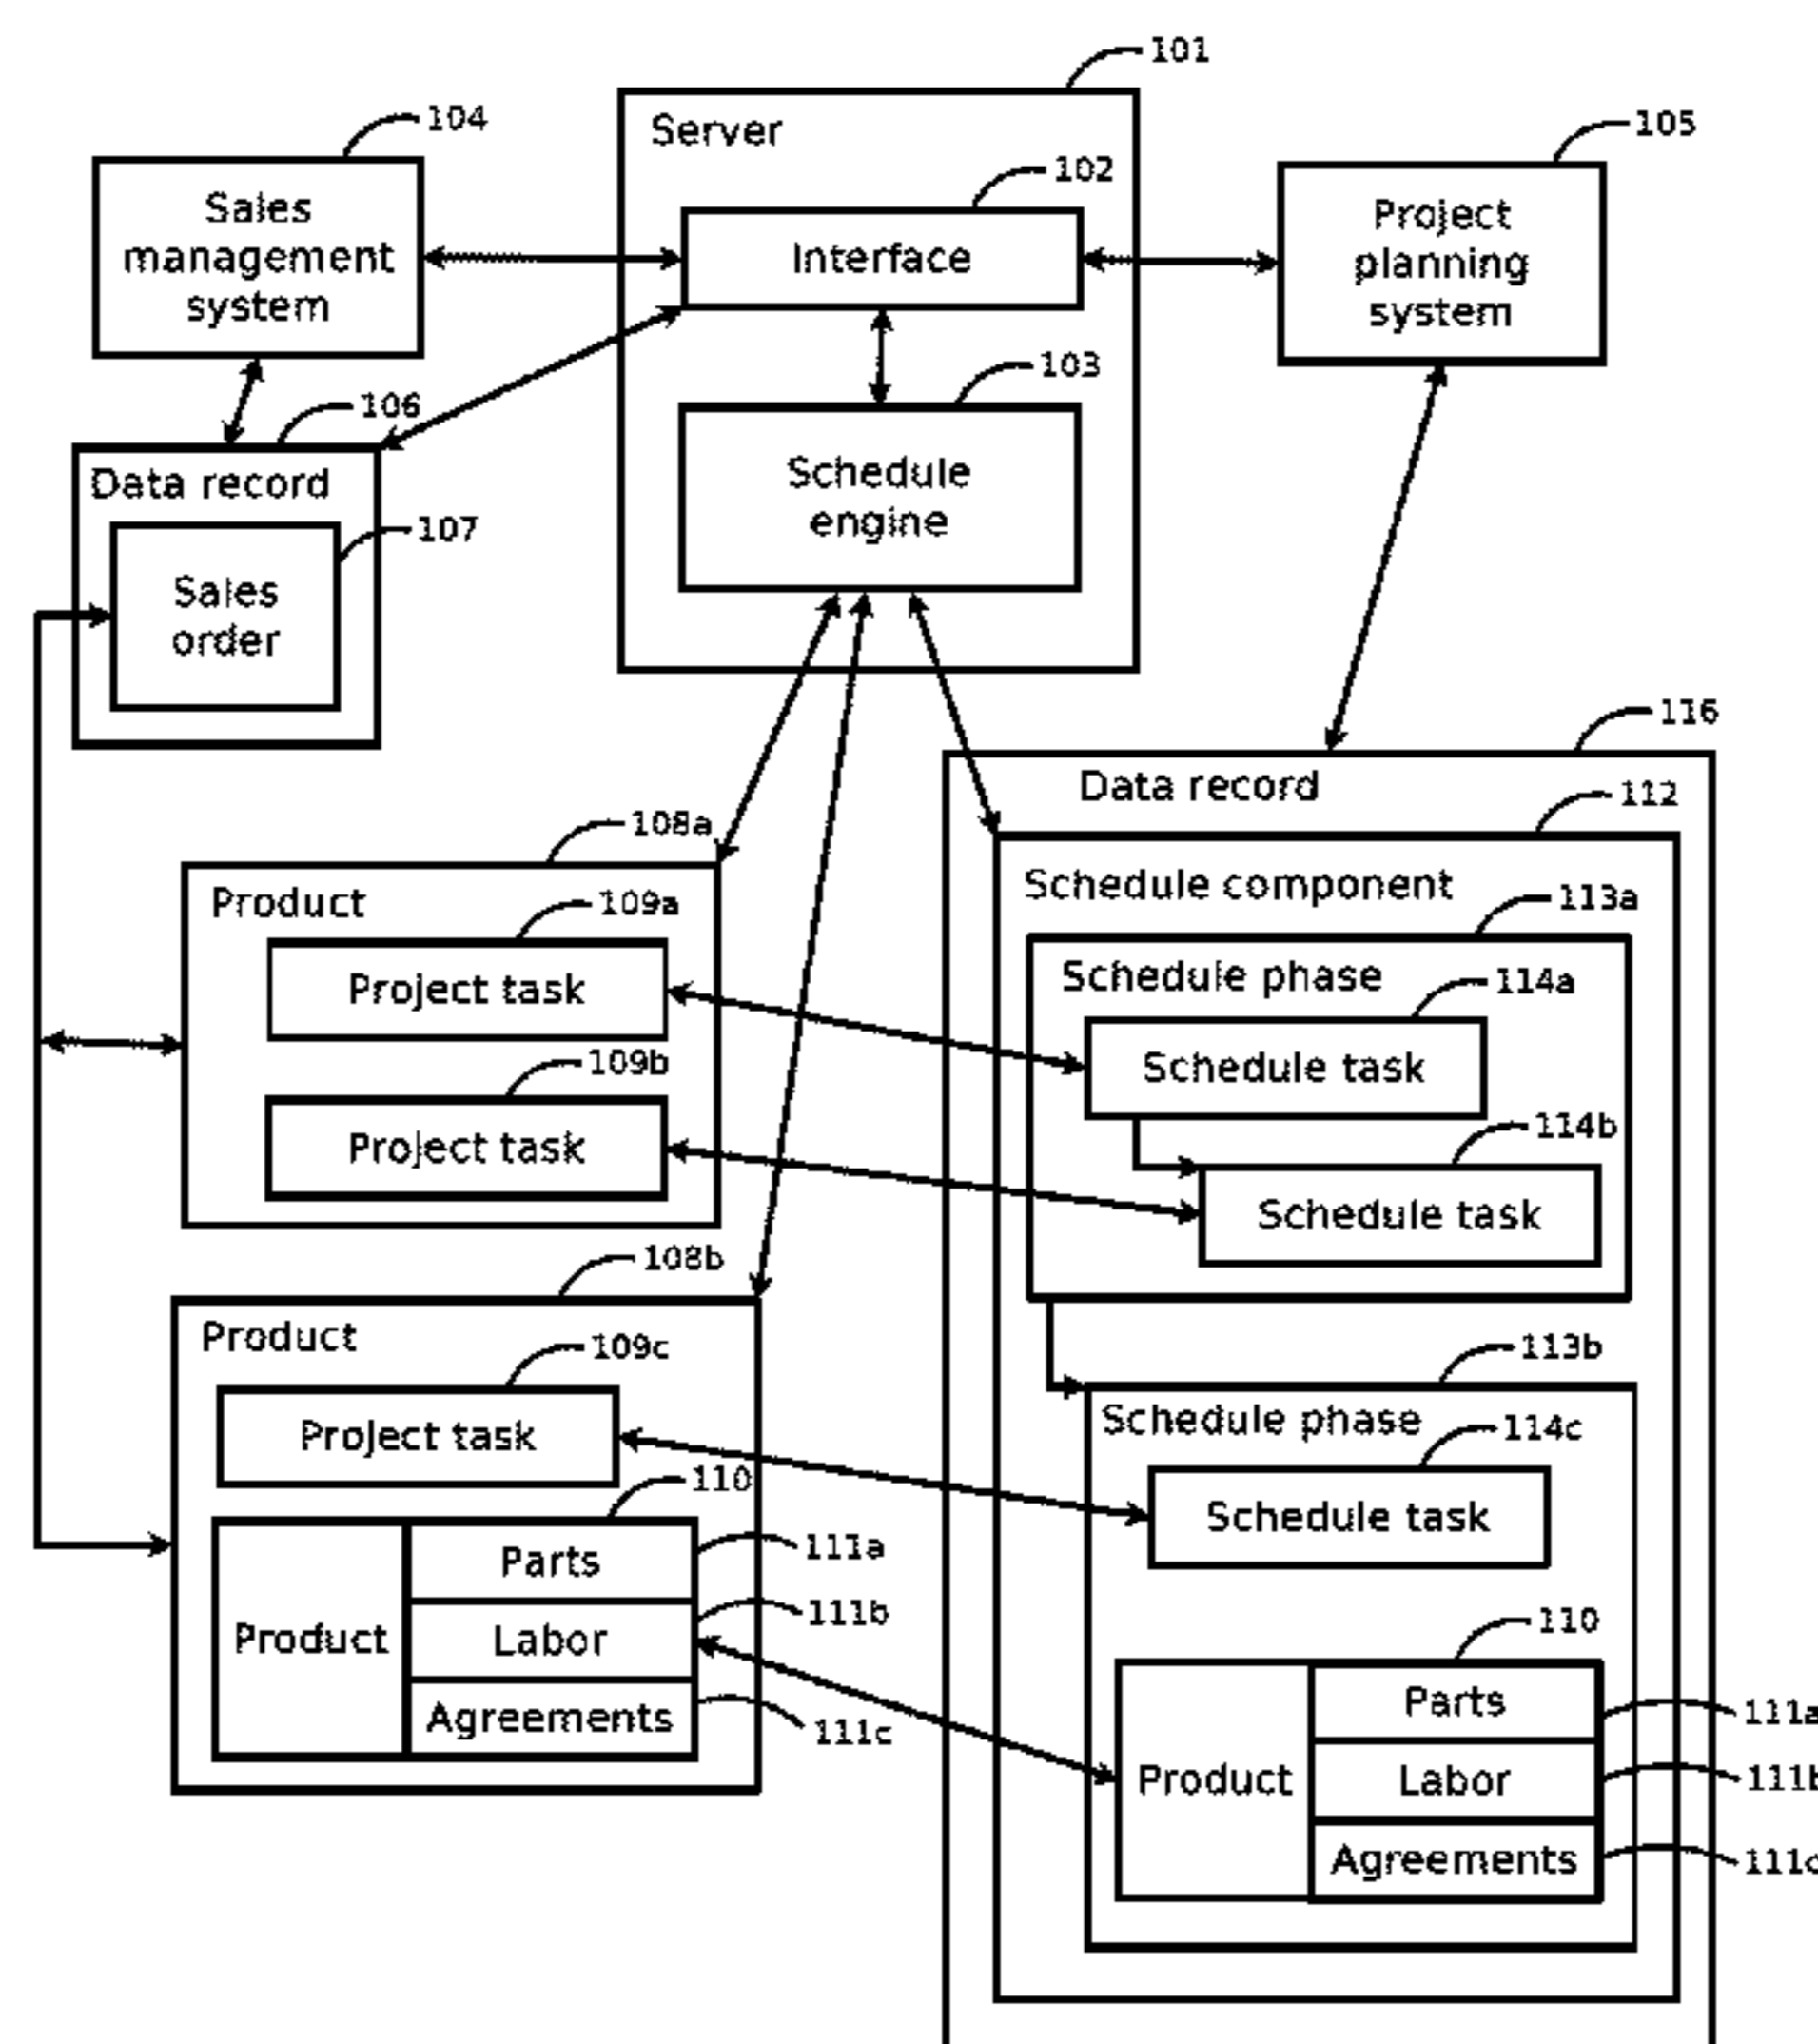 101
Server
104
105
102
Sales
management
system
Interface
Project
planning
system
103
106
Data record
Schedule
engine
107
Sales
order
116
Data record
112
108a
Product
109a
Project task
109b
Project task
Schedule component
113a
Schedule phase
114a
Schedule task
114b
Schedule task
108b
Product
109c
Project task
110
Product
Parts
111a
Labor
111b
Agreements
111c
113b
Schedule phase
114c
Schedule task
110
Product
Parts
111a
Labor
111b
Agreements
111c